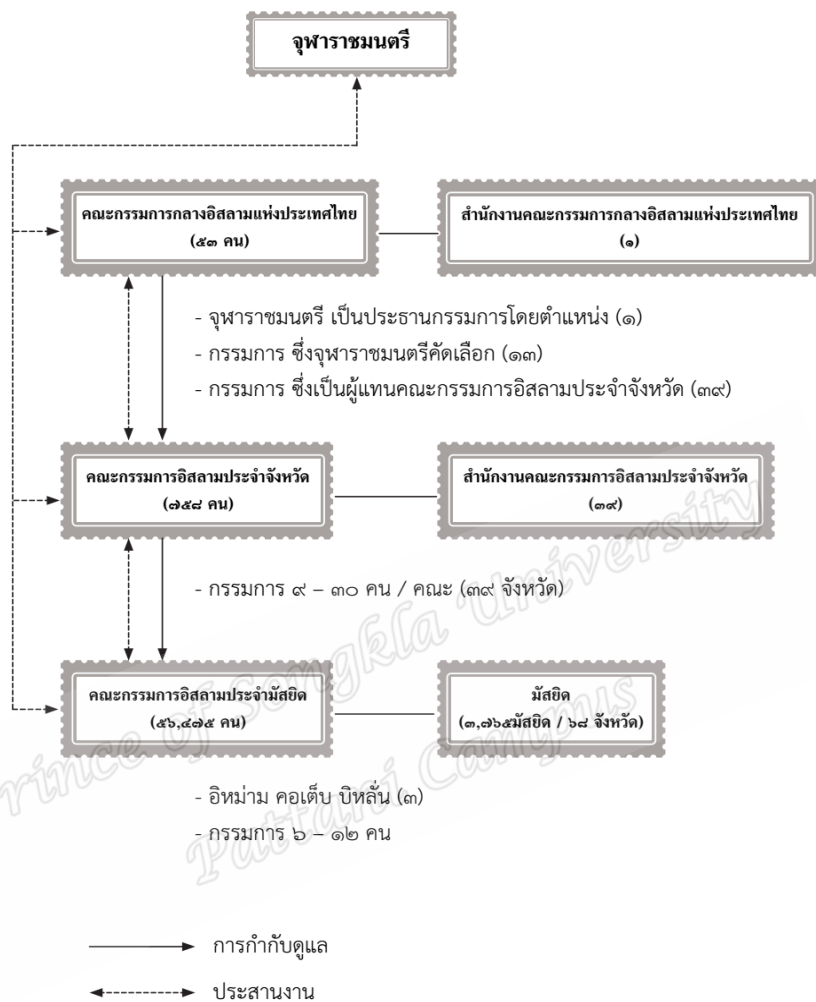 จุฬาราชมนตรี
คณะกรรมการกลางอิสลามแห่งประเทศไทย
(๕๓ คน)
สำนักงานคณะกรรมการกลางอิสลามแห่งประเทศไทย
(๑)
- จุฬาราชมนตรี เป็นประธานกรรมการโดยตำแหน่ง (๑)
- กรรมการ ซึ่งจุฬาราชมนตรีคัดเลือก (๑๓)
- กรรมการ ซึ่งเป็นผู้แทนคณะกรรมการอิสลามประจำจังหวัด (๓๙)
คณะกรรมการอิสลามประจำจังหวัด
(๗๕๘ คน)
สำนักงานคณะกรรมการอิสลามประจำจังหวัด
(๓๙)
- กรรมการ ๙ – ๓๐ คน / คณะ (๓๙ จังหวัด)
คณะกรรมการอิสลามประจำมัสยิด
(๕๖,๔๗๕ คน)
มัสยิด
(๓,๗๖๕มัสยิด / ๖๘ จังหวัด)
- อิหม่าม คอเต็บ บิหลั่น (๓)
- กรรมการ ๖ – ๑๒ คน
การกำกับดูแล
ประสานงาน
Prince of Songkla University
Pattani Campus